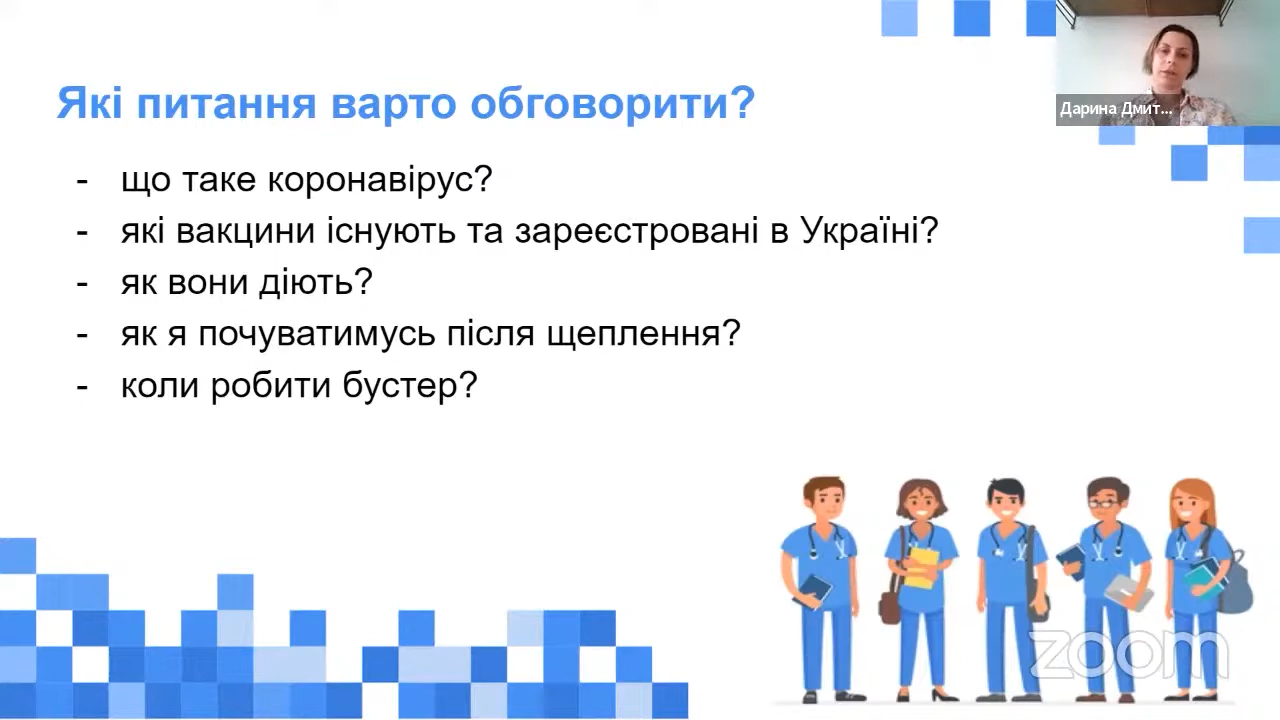 Які питання варто обговорити?
- що таке коронавірус?
- які вакцини існують та зареєстровані в Україні?
- як вони діють?
- як я почуватимусь після щеплення?
- коли робити бустер?
Дарина Дмит...
zoom